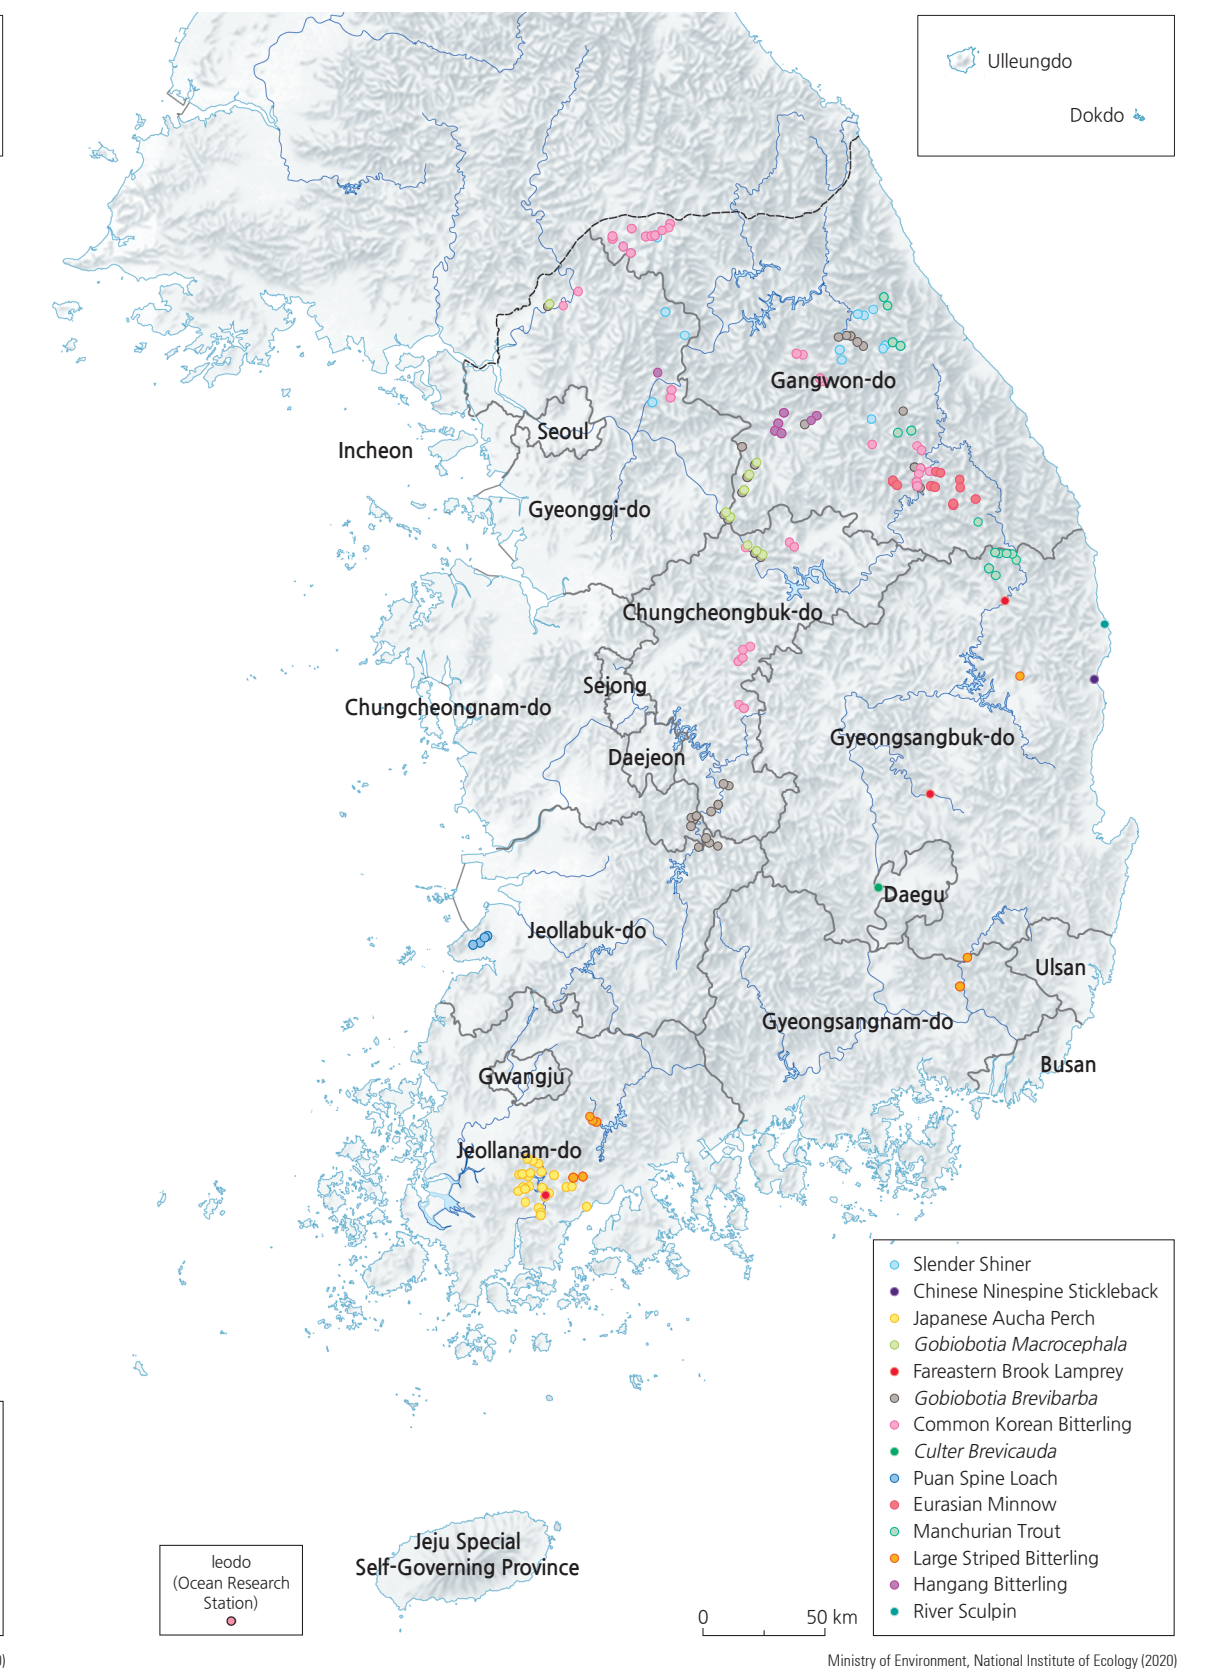 Ulleungdo
Dokdo
Gangwon-do
Seoul
Incheon
Gyeonggi-do
Chungcheongbuk-do
Sejong
Chungcheongnam-do
Gyeongsangbuk-do
Daejeon
Daegu
Jeollabuk-do
Ulsan
Gyeongsangnam-do
Busan
Gwangju
Jeollanam-do
Slender Shiner
Chinese Ninespine Stickleback
Japanese Aucha Perch
Gobiobotia Macrocephala
Fareastern Brook Lamprey
Gobiobotia Brevibarba
Common Korean Bitterling
Culter Brevicauda
Puan Spine Loach
Eurasian Minnow
Manchurian Trout
Large Striped Bitterling
Hangang Bitterling
River Sculpin
Jeju Special
Self-Governing Province
Ieodo
(Ocean Research
Station)
0 50 km
Ministry of Environment, National Institute of Ecology (2020)